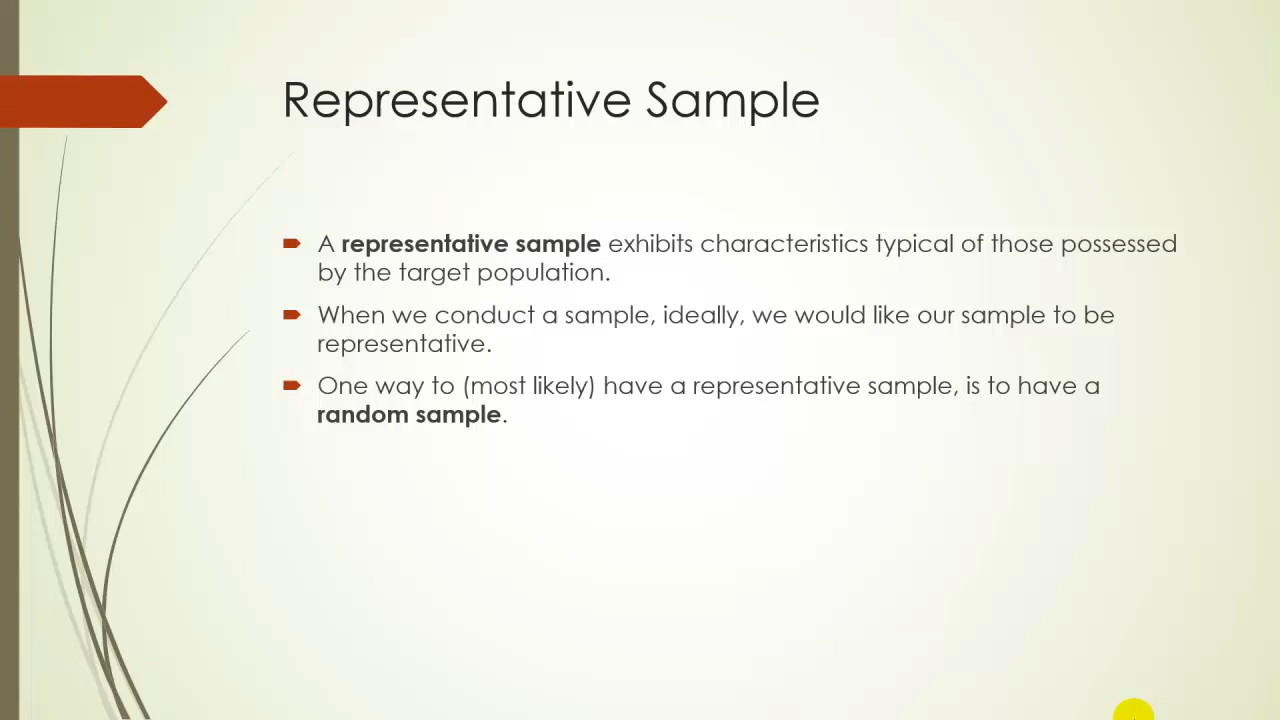 Representative Sample
A representative sample exhibits characteristics typical of those possessed
by the target population.
When we conduct a sample, ideally, we would like our sample to be
representative.
One way to (most likely) have a representative sample, is to have a
random sample.